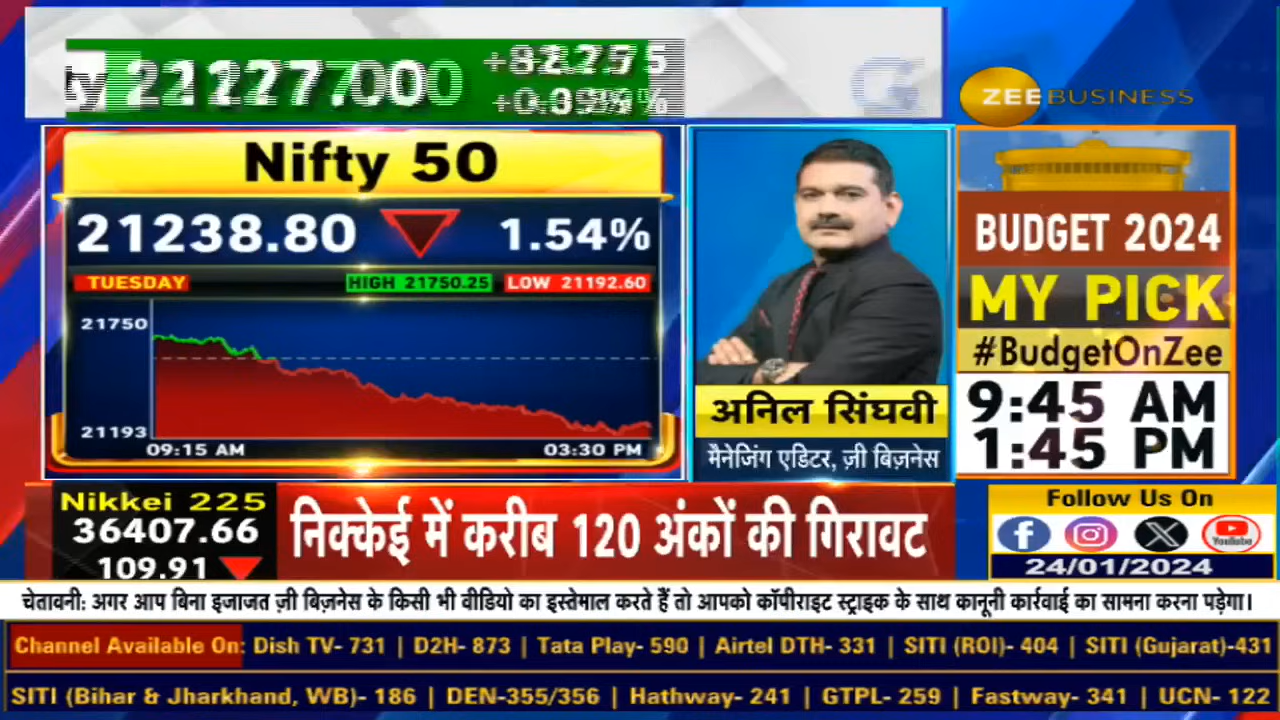 ZEE BUSINESS
Nifty 50
21238.80 1.54%
TUESDAY HIGH 21750.25 LOW 21192.60
21750
21193
09:15 AM 03:30 PM
अनिल सिंघवी
मैनेजिंग एडिटर, ज़ी बिज़नेस
BUDGET 2024
MY PICK
#BudgetOnZee
9:45 AM
1:45 PM
Nikkei 225
36407.66
109.91
निक्केई में करीब 120 अंकों की गिरावट
Follow Us On
YouTube
24/01/2024
चेतावनी: अगर आप बिना इजाजत ज़ी बिज़नेस के किसी भी वीडियो का इस्तेमाल करते हैं तो आपको कॉपीराइट स्ट्राइक के साथ कानूनी कार्रवाई का सामना करना पड़ेगा।
Channel Available On: Dish TV- 731 | D2H- 873 | Tata Play- 590 | Airtel DTH- 331 | SITI (ROI)- 404 | SITI (Gujarat)-431
SITI (Bihar & Jharkhand, WB)- 186 | DEN-355/356 | Hathway- 241 | GTPL- 259 | Fastway- 341 | UCN- 122